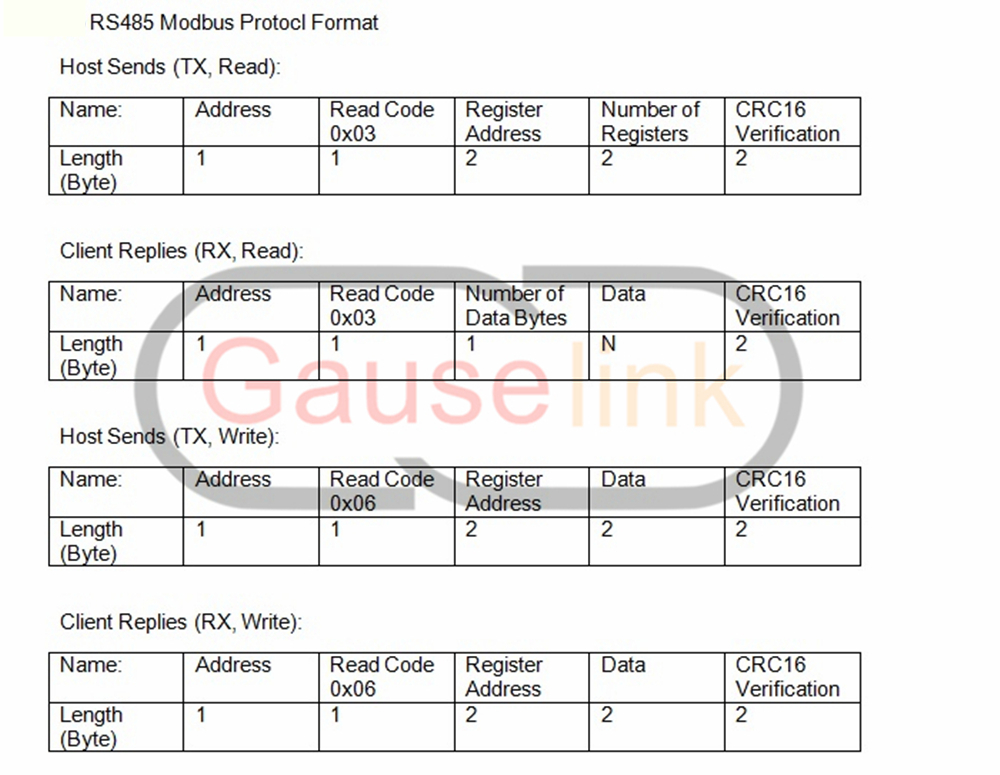 RS485 Modbus Protocl Format
Host Sends (TX, Read):
Name: Address Read Code Register Number of CRC16
0x03 Address Registers Verification
Length 1 1 2 2 2
(Byte)
Client Replies (RX, Read):
Name: Address Read Code Number of Data CRC16
0x03 Data Bytes Verification
Length 1 1 1 N 2
(Byte)
Gauselink
Host Sends (TX, Write):
Name: Address Read Code Register Data CRC16
0x06 Address Verification
Length 1 1 2 2 2
(Byte)
Client Replies (RX, Write):
Name: Address Read Code Register Data CRC16
0x06 Address Verification
Length 1 1 2 2 2
(Byte)